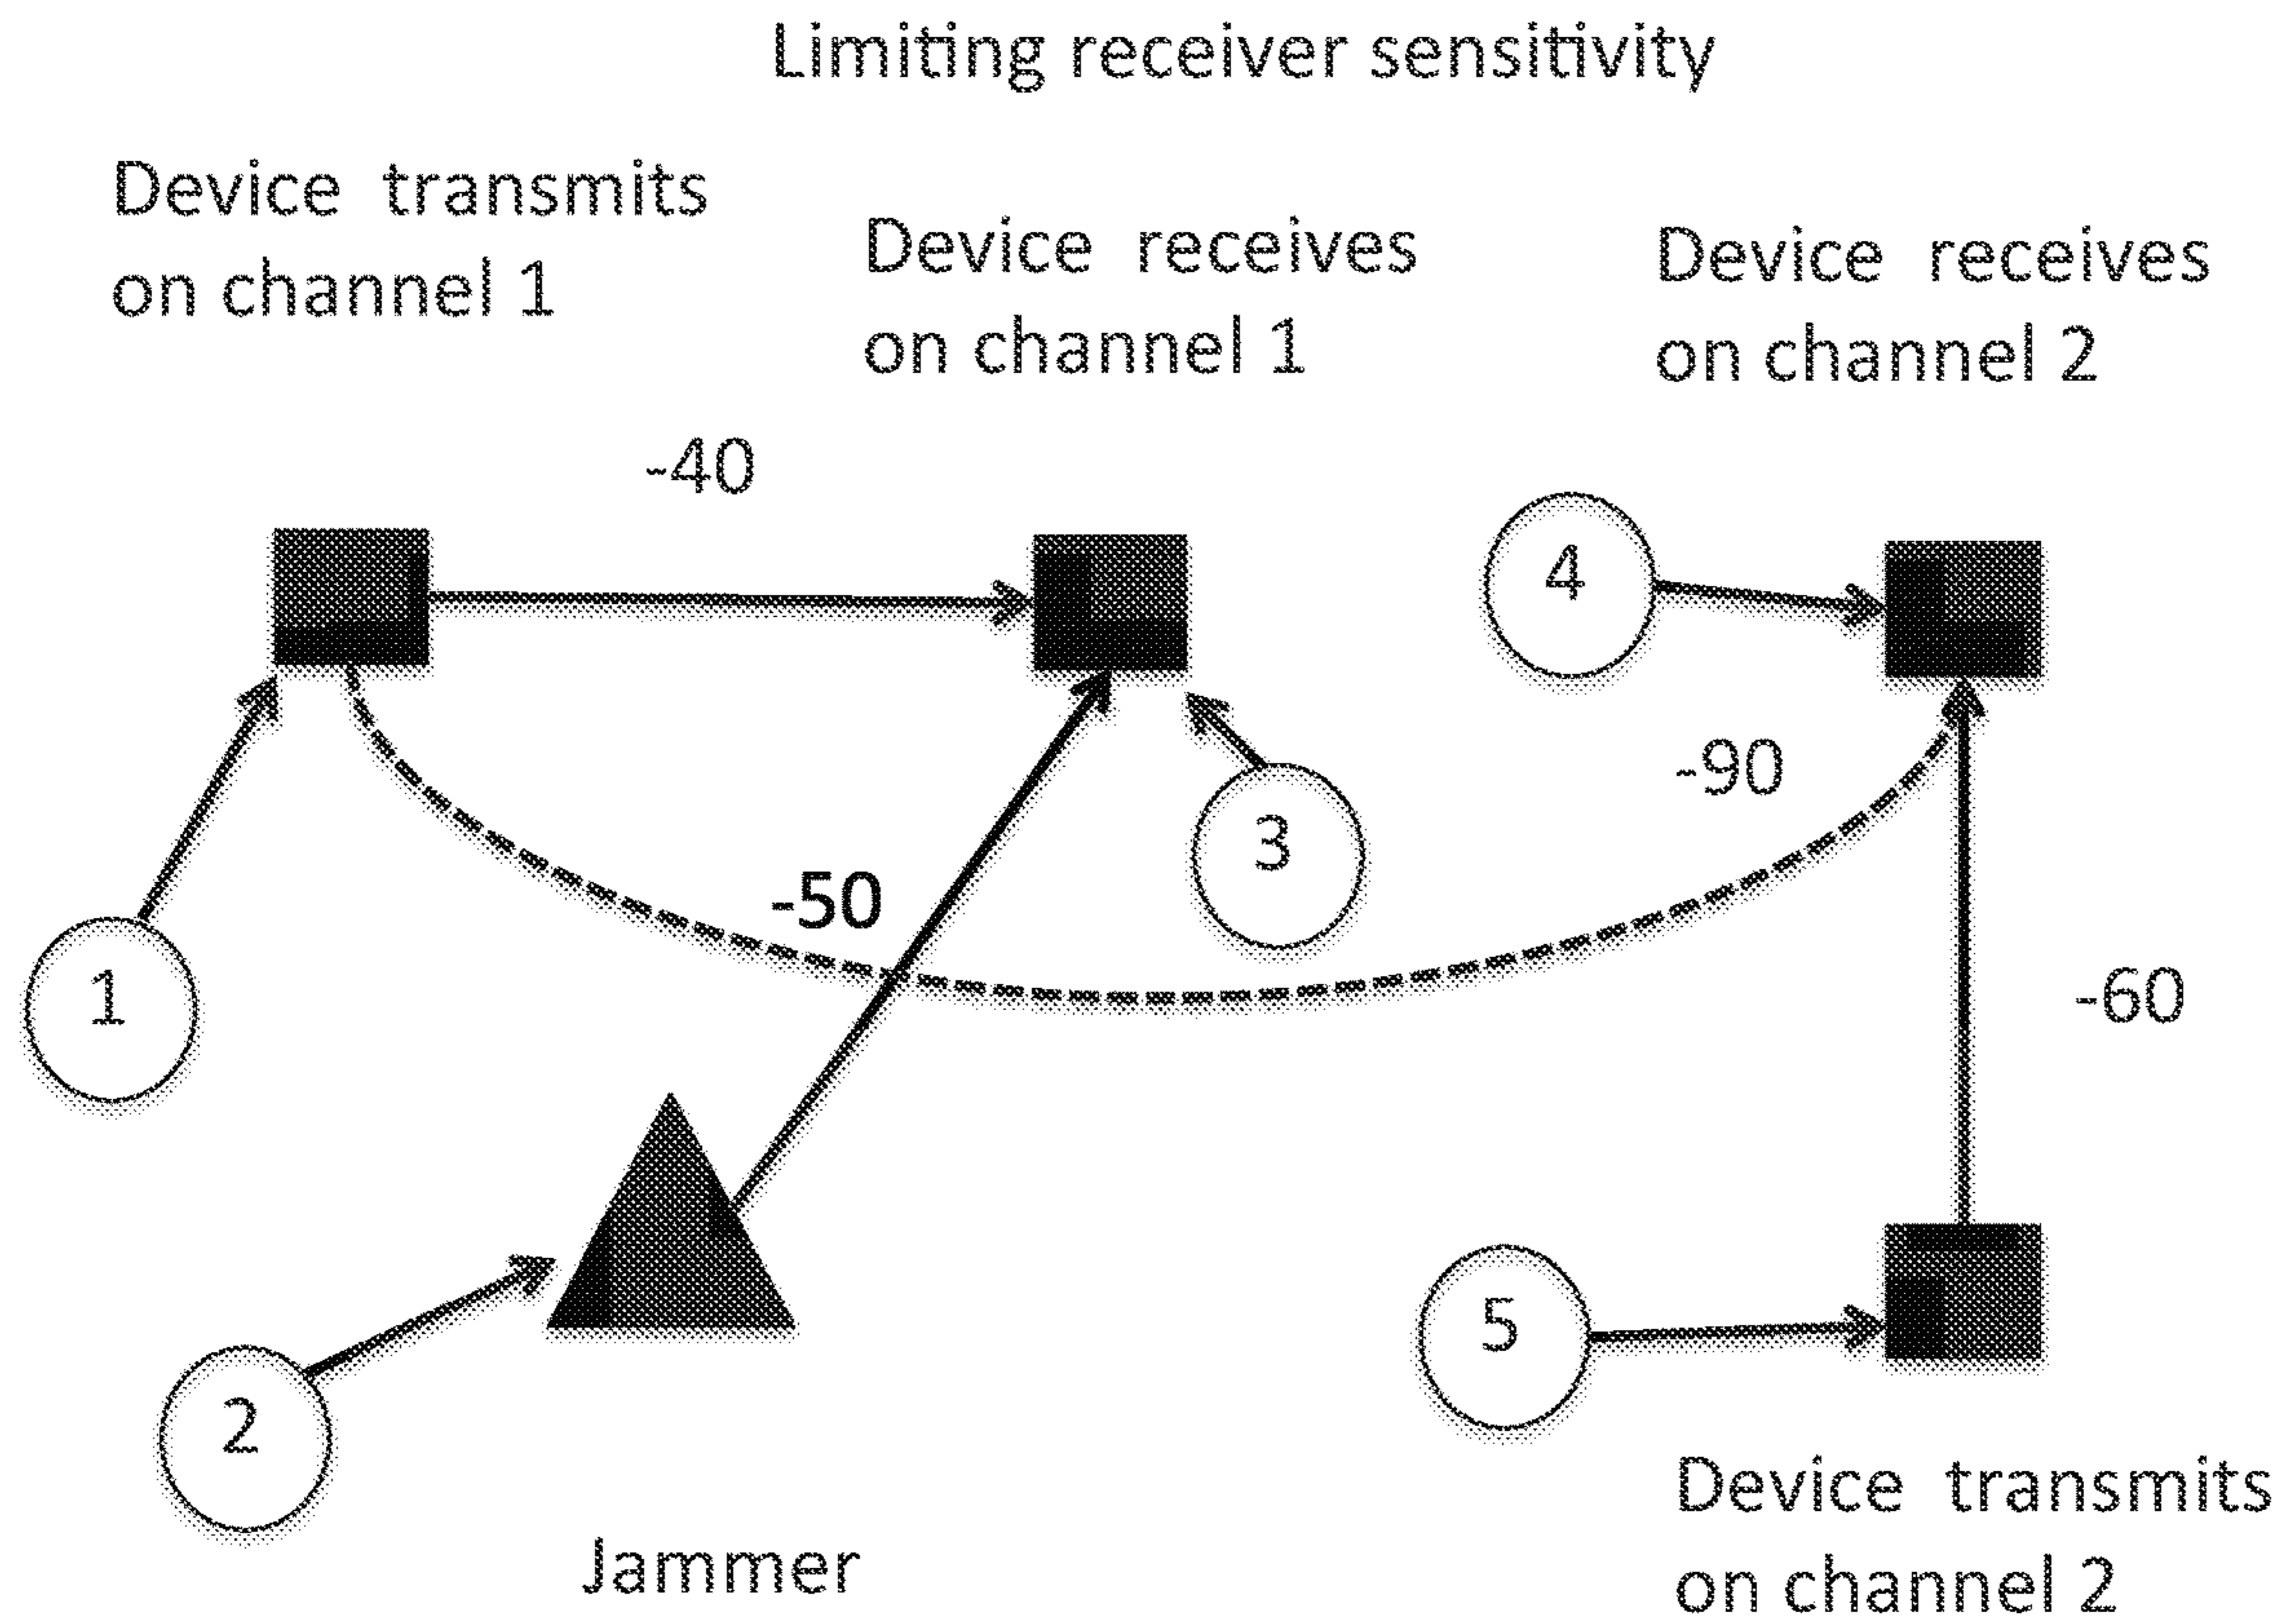 Limiting receiver sensitivity
Device transmits
on channel 1
Device receives
on channel 1
Device receives
on channel 2
-40
4
-90
3
-50
1
-60
5
2
Device transmits
on channel 2
Jammer